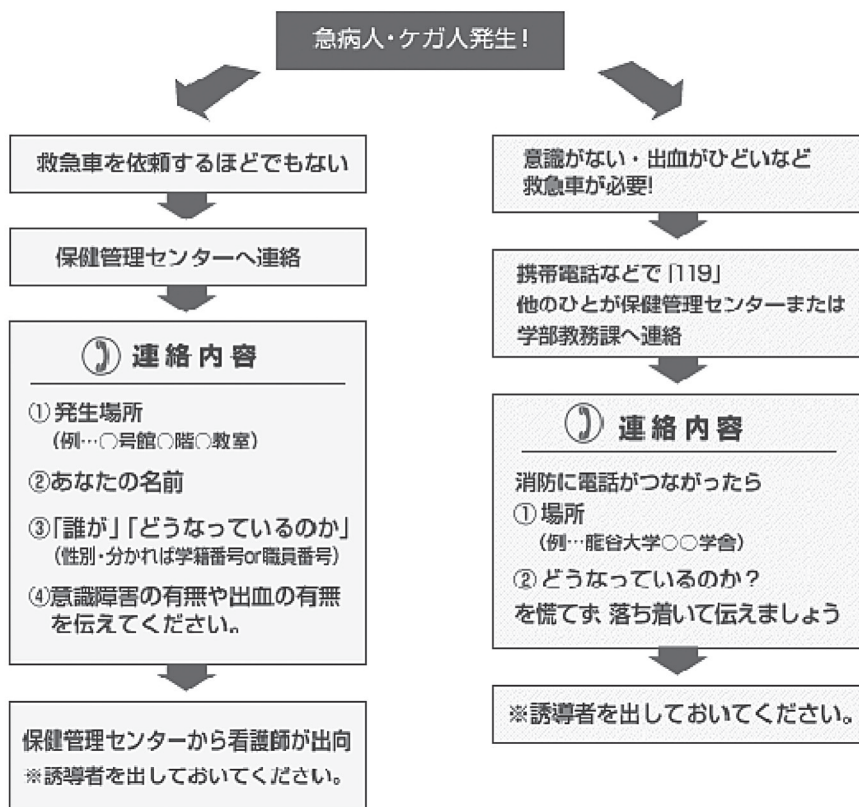 急病人・ケガ人発生!
救急車を依頼するほどでもない
保健管理センターへ連絡
連絡内容
①発生場所
(例…○号館○階○教室)
②あなたの名前
③「誰が」「どうなっているのか」
(性別・分かれば学籍番号or職員番号)
④意識障害の有無や出血の有無
を伝えてください。
保健管理センターから看護師が出向
※誘導者を出しておいてください。
意識がない・出血がひどいなど
救急車が必要!
携帯電話などで「119」
他のひとが保健管理センターまたは
学部教務課へ連絡
連絡内容
消防に電話がつながったら
①場所
(例…龍谷大学○○学舎)
②どうなっているのか?
を慌てず、落ち着いて伝えましょう
※誘導者を出しておいてください。